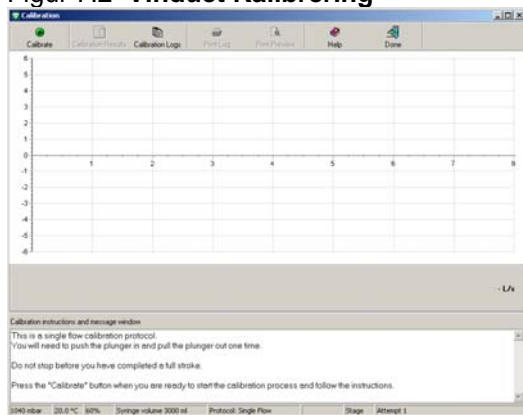 Figur 7.2 Vinduet Kalibrering
Calibration
Calibrate Calibration Results Calibration Logs Print Log Print Preview Help Done
6
5
4
3
2
1
0
1 2 3 4 5 6 7 8
-1
-2
-3
-4
-5
-6
- L/s
Calibration instructions and message window
This is a single flow calibration protocol.
You will need to push the plunger in and pull the plunger out one time.
Do not stop before you have completed a full stroke.
Press the "Calibrate" button when you are ready to start the calibration process and follow the instructions.
1040 mbar 20.0 °C 60% Syringe volume 3000 ml Protocol: Single Flow Stage Attempt 1